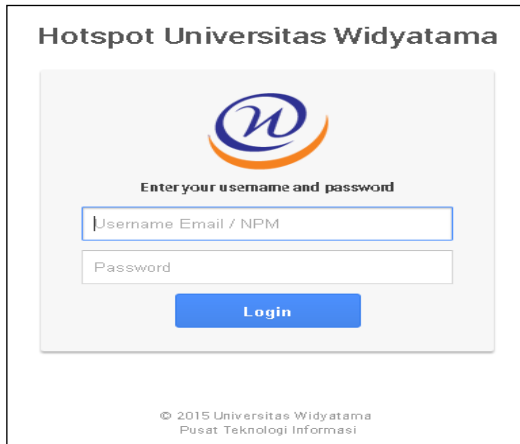 Hotspot Universitas Widyatama
W
Enter your username and password
Username Email / NPM
Password
Login
© 2015 Universitas Widyatama
Pusat Teknologi Informasi